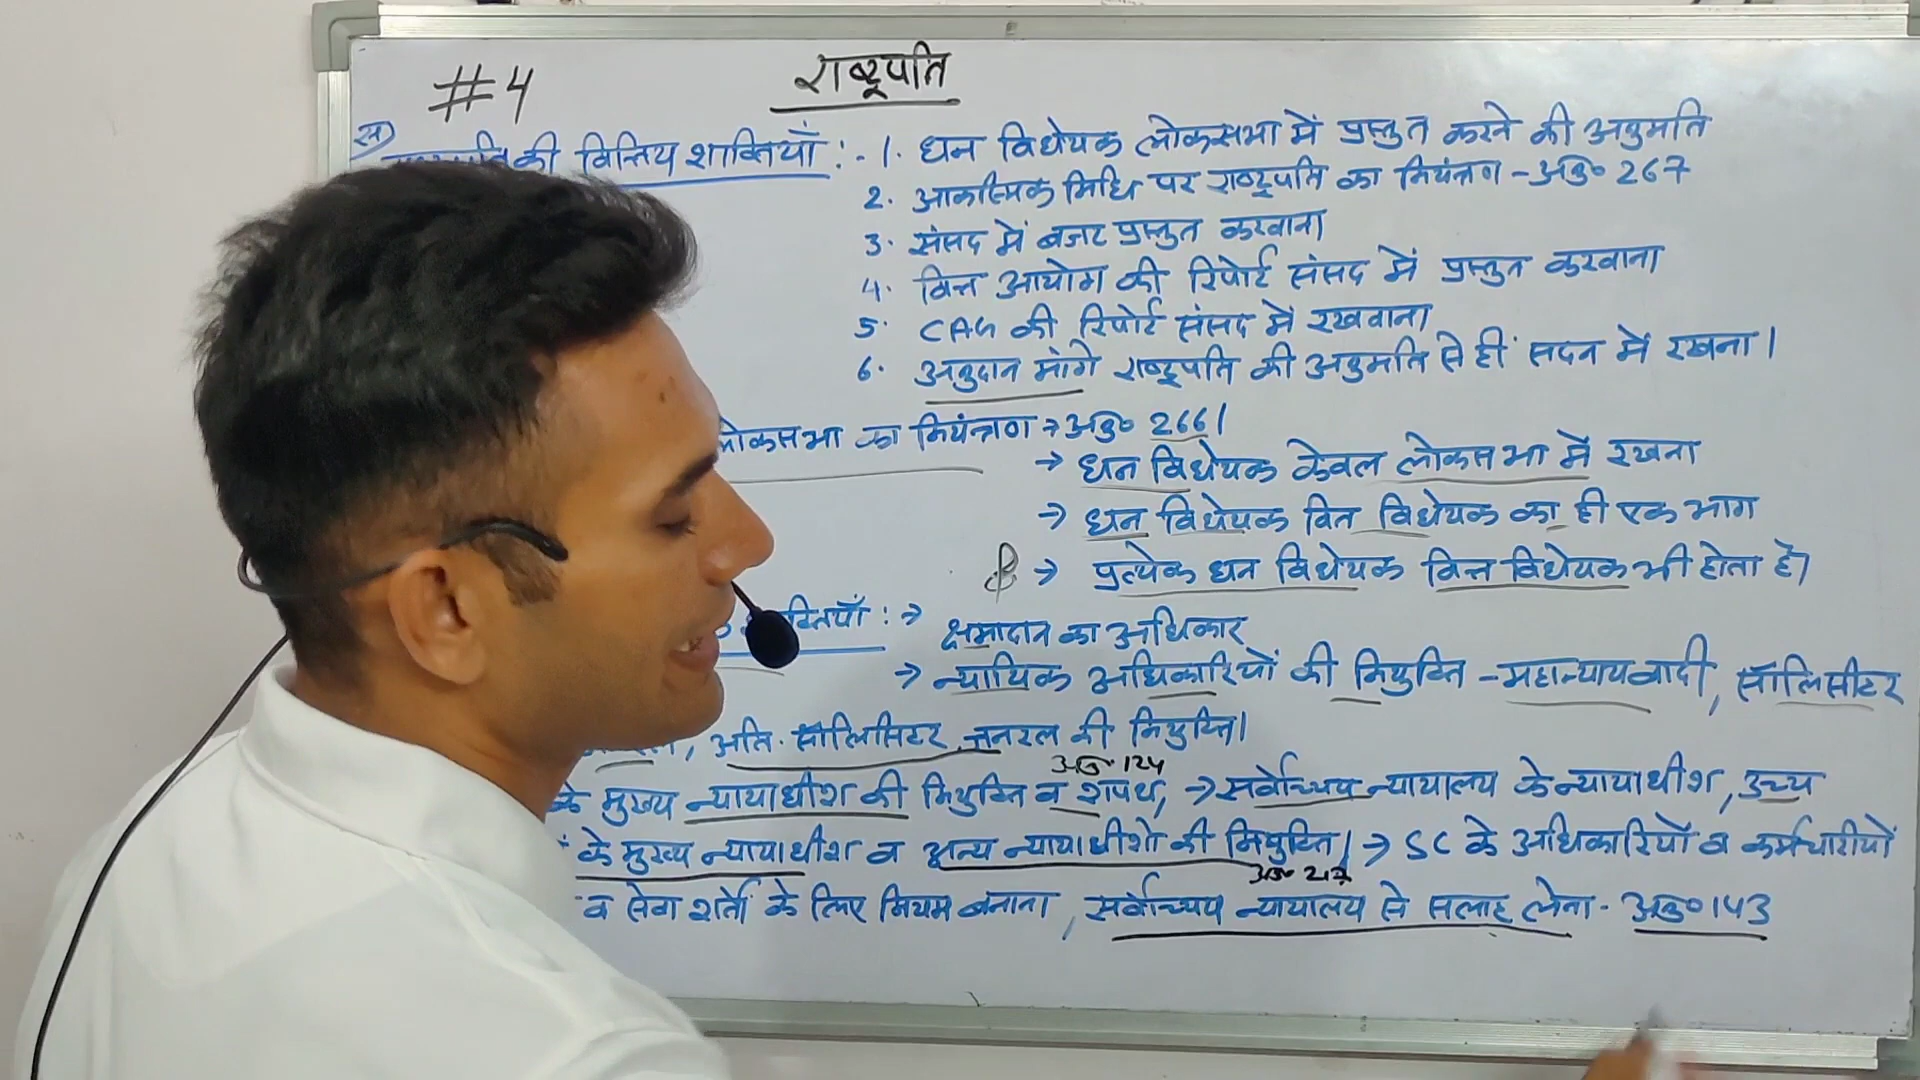 #4
राष्ट्रपति
की वित्तिय शक्तियाँ :- 1. धन विधेयक लोकसभा में प्रस्तुत करने की अनुमति
2. आकस्मिक निधि पर राष्ट्रपति का नियंत्रण - अनु० 267
3. संसद में बजट प्रस्तुत करवाना
4. वित्त आयोग की रिपोर्ट संसद में प्रस्तुत करवाना
5. CAG की रिपोर्ट संसद में रखवाना
6. अनुदान मांगे राष्ट्रपति की अनुमति से ही सदन में रखना।
लोकसभा का नियंत्रण → अनु० 266।
→ धन विधेयक केवल लोकसभा में रखना
→ धन विधेयक वित विधेयक का ही एक भाग
→ प्रत्येक धन विधेयक वित्त विधेयक भी होता है।
:→ क्षमादान का अधिकार
→ न्यायिक अधिकारियों की नियुक्ति - महान्यायवादी, सॉलिसीटर
, अति. सॉलिसिटर जनरल की नियुक्ति।
अनु० 124
के मुख्य न्यायाधीश की नियुक्ति व शपथ, → सर्वोच्चय न्यायालय के न्यायाधीश, उच्च
के मुख्य न्यायाधीश व अन्य न्यायाधीशों की नियुक्ति। → SC के अधिकारियों व कर्मचारीयों
अनु० 217
व सेवा शर्तों के लिए नियम बनाना, सर्वोच्चय न्यायालय से सलाह लेना - अनु० 143